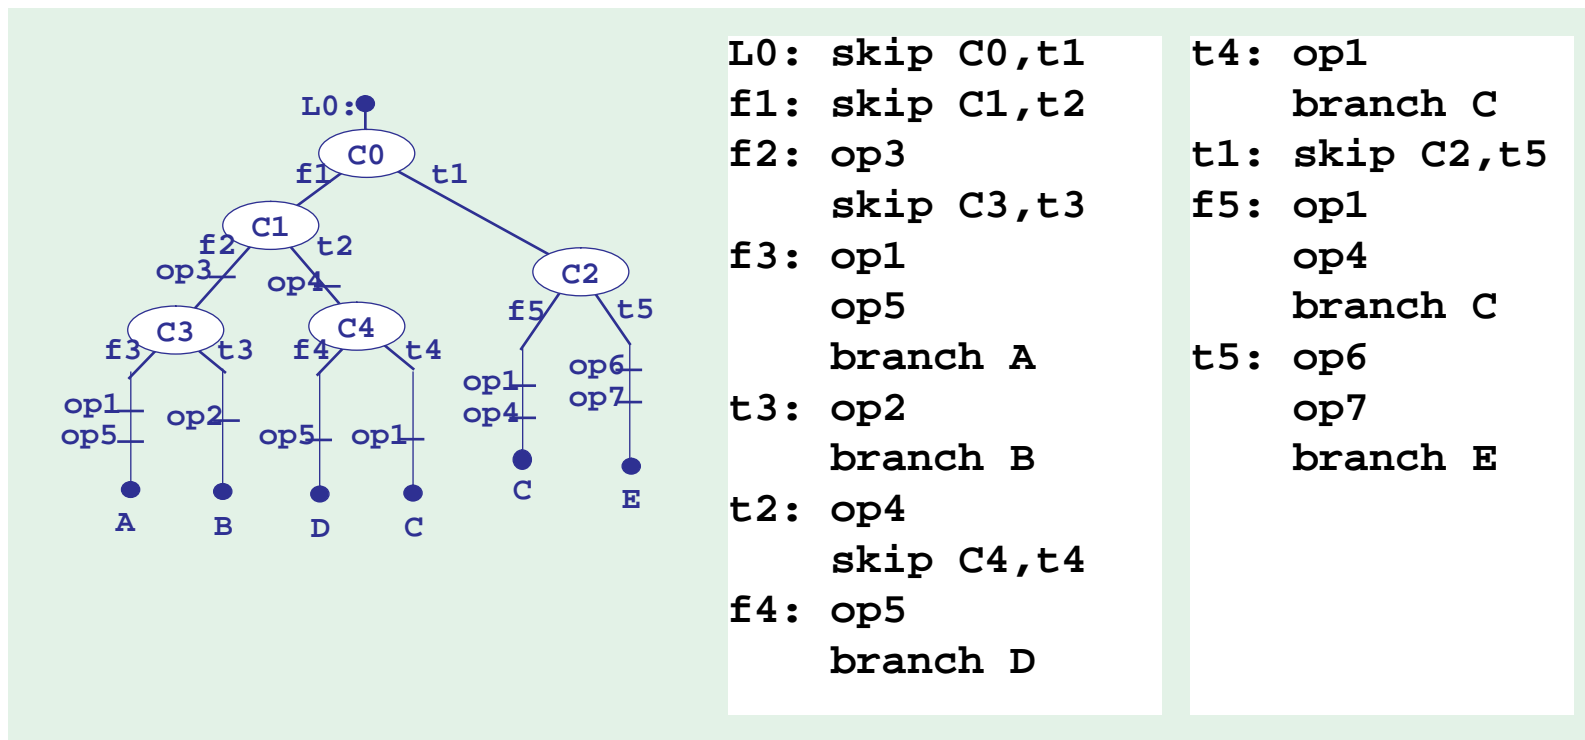 L0:
C0
f1 t1
C1
f2 t2
op3 op4
C2
f5 t5
C3 C4
f3 t3 f4 t4
op1 op6
op4 op7
op1 op2
op5 op5 op1
C E
A B D C
L0: skip C0,t1
f1: skip C1,t2
f2: op3
skip C3,t3
f3: op1
op5
branch A
t3: op2
branch B
t2: op4
skip C4,t4
f4: op5
branch D
t4: op1
branch C
t1: skip C2,t5
f5: op1
op4
branch C
t5: op6
op7
branch E